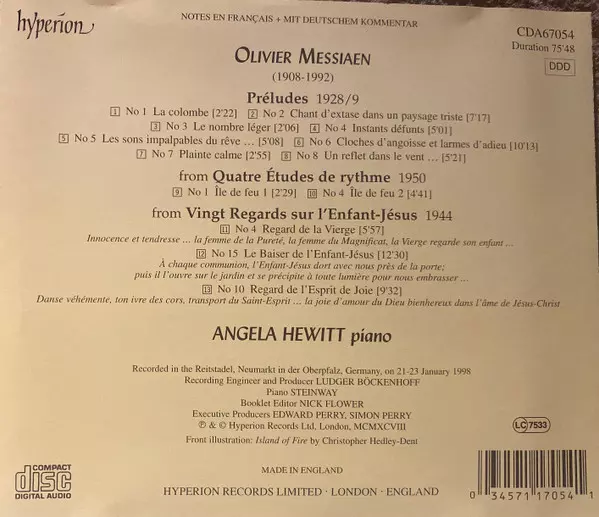 hyperion
NOTES EN FRANÇAIS + MIT DEUTSCHEM KOMMENTAR
CDA67054
Duration 75'48
DDD
OLIVIER MESSIAEN
(1908-1992)
Préludes 1928/9
1 No 1 La colombe [2'22] 2 No 2 Chant d'extase dans un paysage triste [7'17]
3 No 3 Le nombre léger [2'06] 4 No 4 Instants défunts [5'01]
5 No 5 Les sons impalpables du rêve … [5'08] 6 No 6 Cloches d'angoisse et larmes d'adieu [10'13]
7 No 7 Plainte calme [2'55] 8 No 8 Un reflet dans le vent … [5'21]
from Quatre Études de rythme 1950
9 No 1 Île de feu 1 [2'29] 10 No 4 Île de feu 2 [4'41]
from Vingt Regards sur l'Enfant-Jésus 1944
11 No 4 Regard de la Vierge [5'57]
Innocence et tendresse … la femme de la Pureté, la femme du Magnificat, la Vierge regarde son enfant …
12 No 15 Le Baiser de l'Enfant-Jésus [12'30]
À chaque communion, l'Enfant-Jésus dort avec nous près de la porte;
puis il l'ouvre sur le jardin et se précipite à toute lumière pour nous embrasser …
13 No 10 Regard de l'Esprit de Joie [9'32]
Danse véhémente, ton ivre des cors, transport du Saint-Esprit … la joie d'amour du Dieu bienheureux dans l'âme de Jésus-Christ
ANGELA HEWITT piano
Recorded in the Reitstadel, Neumarkt in der Oberpfalz, Germany, on 21-23 January 1998
Recording Engineer and Producer LUDGER BÖCKENHOFF
Piano STEINWAY
Booklet Editor NICK FLOWER
Executive Producers EDWARD PERRY, SIMON PERRY
℗ & © Hyperion Records Ltd, London, MCMXCVIII
Front illustration: Island of Fire by Christopher Hedley-Dent
LC 7533
COMPACT
disc
DIGITAL AUDIO
MADE IN ENGLAND
HYPERION RECORDS LIMITED · LONDON · ENGLAND
0 34571 17054 1